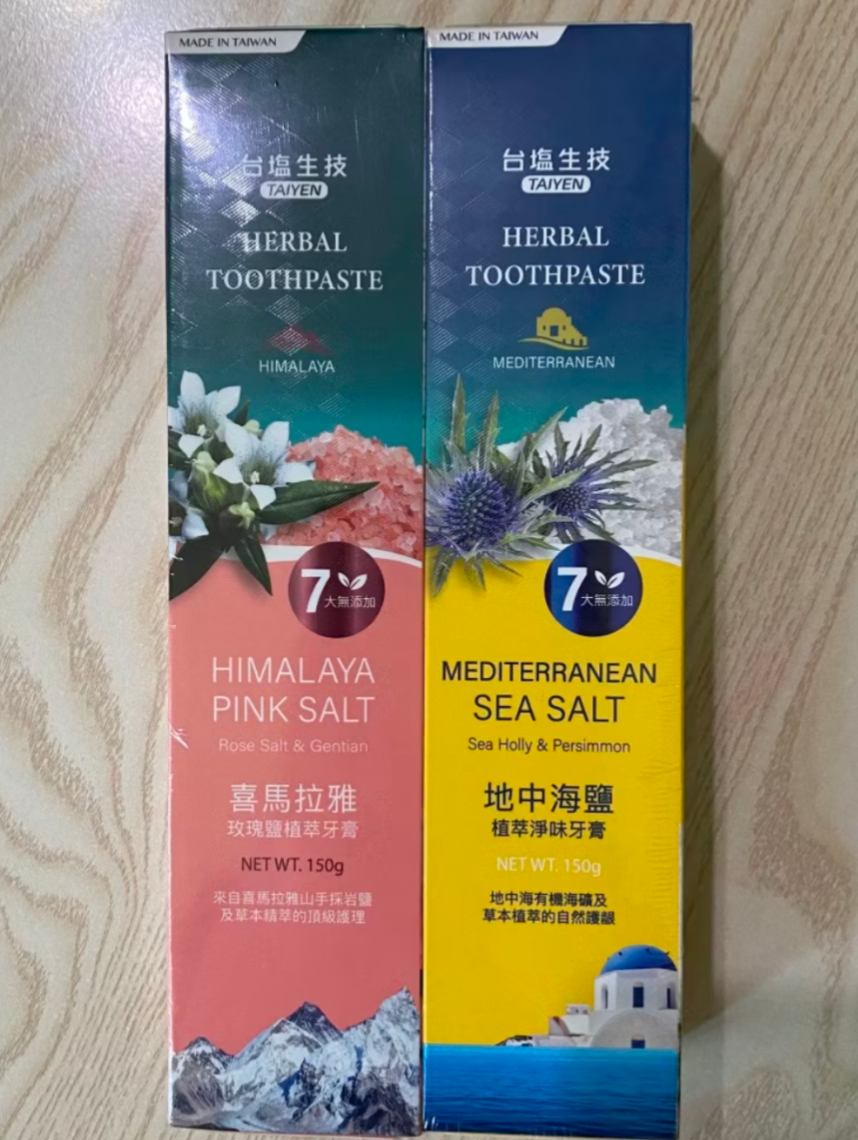 MADE IN TAIWAN
台塩生技
TAIYEN
HERBAL
TOOTHPASTE
HIMALAYA
7大無添加
HIMALAYA
PINK SALT
Rose Salt & Gentian
喜馬拉雅
玫瑰鹽植萃牙膏
NET WT. 150g
來自喜馬拉雅山手採岩鹽
及草本精萃的頂級護理
MADE IN TAIWAN
台塩生技
TAIYEN
HERBAL
TOOTHPASTE
MEDITERRANEAN
7大無添加
MEDITERRANEAN
SEA SALT
Sea Holly & Persimmon
地中海鹽
植萃淨味牙膏
NET WT. 150g
地中海有機海礦及
草本植萃的自然護齦